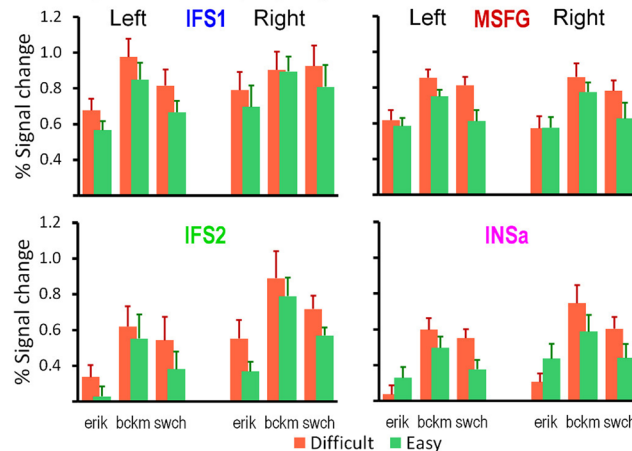 Left IFS1 Right
Left MSFG Right
% Signal change
1.2
1.0
0.8
0.6
0.4
IFS2
INSa
% Signal change
1.2
1.0
0.8
0.6
0.4
erik bckm swch erik bckm swch
erik bckm swch erik bckm swch
Difficult Easy